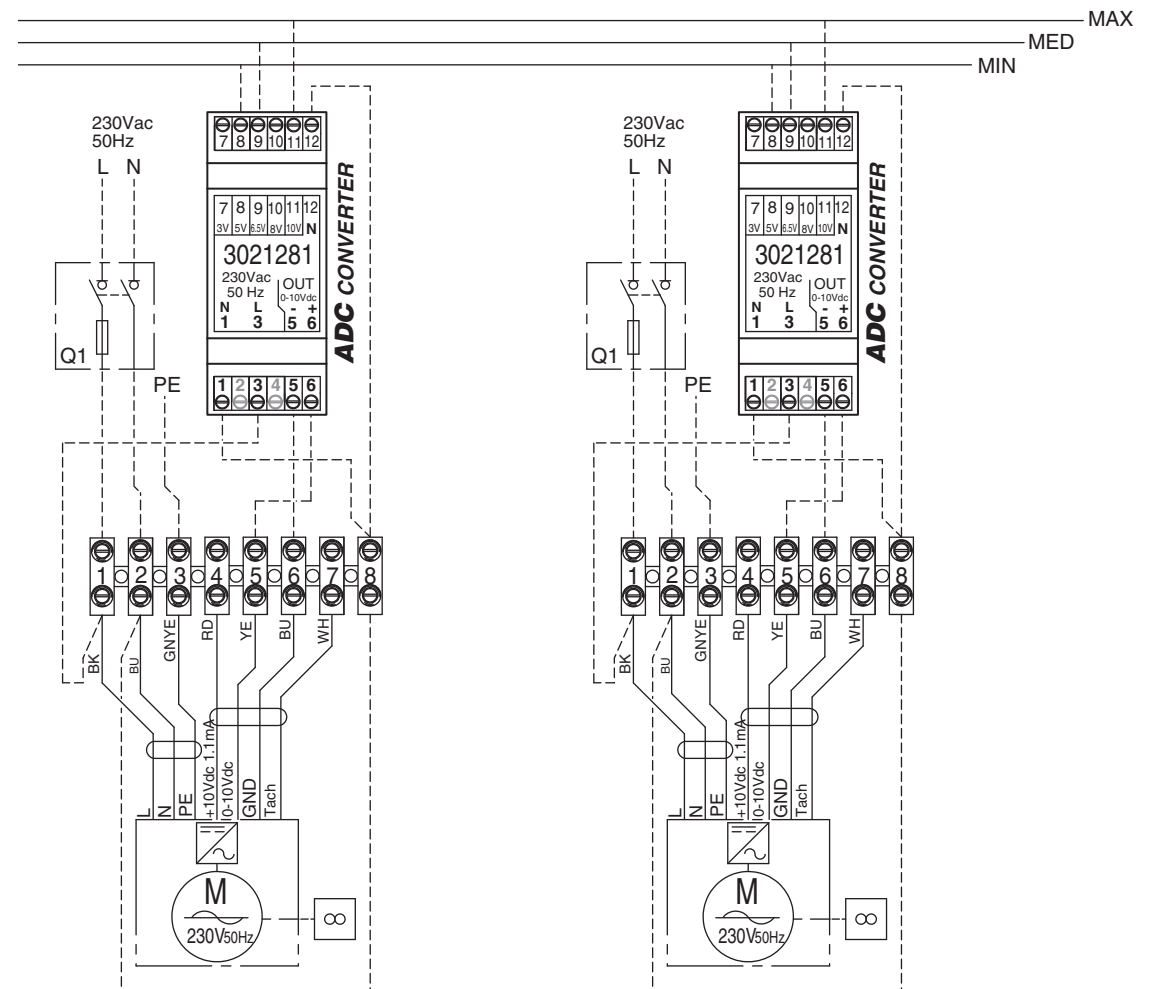 MAX
MED
MIN
230Vac
50Hz
L N
7 8 9 10 11 12
7 8 9 10 11 12
3V 5V 6.5V 8V 10V N
3021281
230Vac
50 Hz
OUT
0-10Vdc
N L - +
1 3 5 6
ADC CONVERTER
Q1
PE
1 2 3 4 5 6
1 2 3 4 5 6 7 8
BK
BU
GNYE
RD
YE
BU
WH
L
N
PE
+10Vdc 1.1mA
0-10Vdc
GND
Tach
M
230V50Hz
8
230Vac
50Hz
L N
7 8 9 10 11 12
7 8 9 10 11 12
3V 5V 6.5V 8V 10V N
3021281
230Vac
50 Hz
OUT
0-10Vdc
N L - +
1 3 5 6
ADC CONVERTER
Q1
PE
1 2 3 4 5 6
1 2 3 4 5 6 7 8
BK
BU
GNYE
RD
YE
BU
WH
L
N
PE
+10Vdc 1.1mA
0-10Vdc
GND
Tach
M
230V50Hz
8